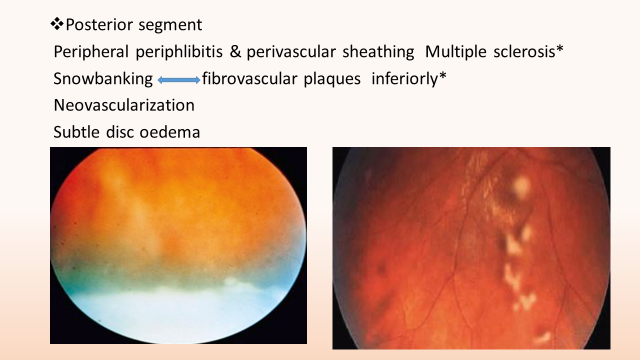 ❖Posterior segment
Peripheral periphlibitis & perivascular sheathing Multiple sclerosis*
Snowbanking fibrovascular plaques inferiorly*
Neovascularization
Subtle disc oedema